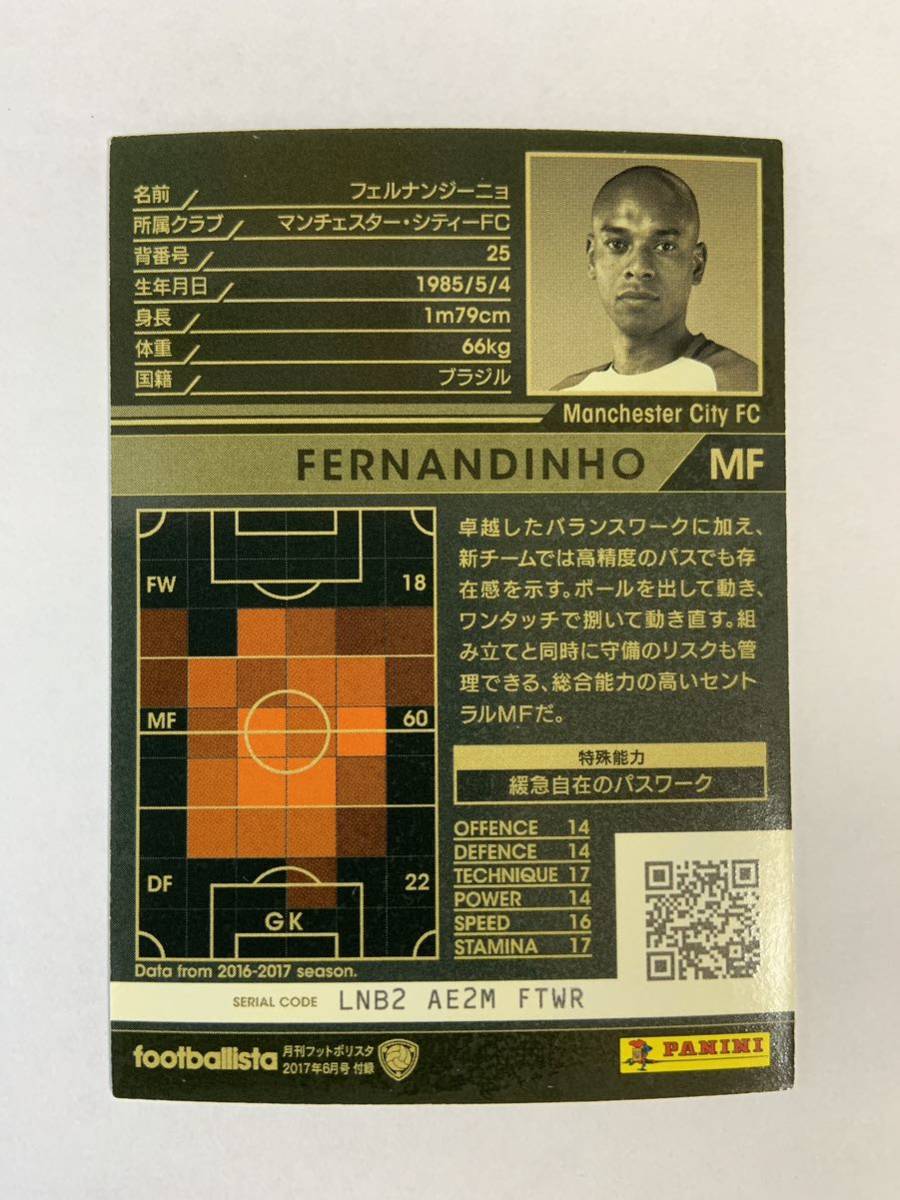 名前 フェルナンジーニョ
所属クラブ マンチェスター・シティーFC
背番号 25
生年月日 1985/5/4
身長 1m79cm
体重 66kg
国籍 ブラジル
Manchester City FC
FERNANDINHO MF
FW 18
MF 60
DF 22
GK
Data from 2016-2017 season.
卓越したバランスワークに加え、
新チームでは高精度のパスでも存
在感を示す。ボールを出して動き、
ワンタッチで捌いて動き直す。組
み立てと同時に守備のリスクも管
理できる、総合能力の高いセント
ラルMFだ。
特殊能力
緩急自在のパスワーク
OFFENCE 14
DEFENCE 14
TECHNIQUE 17
POWER 14
SPEED 16
STAMINA 17
SERIAL CODE LNB2 AE2M FTWR
footballista 月刊フットボリスタ
2017年6月号 付録
PANINI